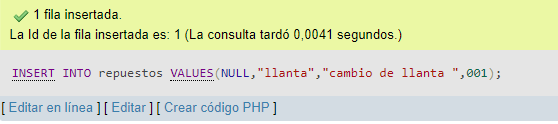 1 fila insertada.
La Id de la fila insertada es: 1 (La consulta tardó 0,0041 segundos.)
INSERT INTO repuestos VALUES(NULL,"llanta","cambio de llanta ",001);
[ Editar en línea ] [ Editar ] [ Crear código PHP ]